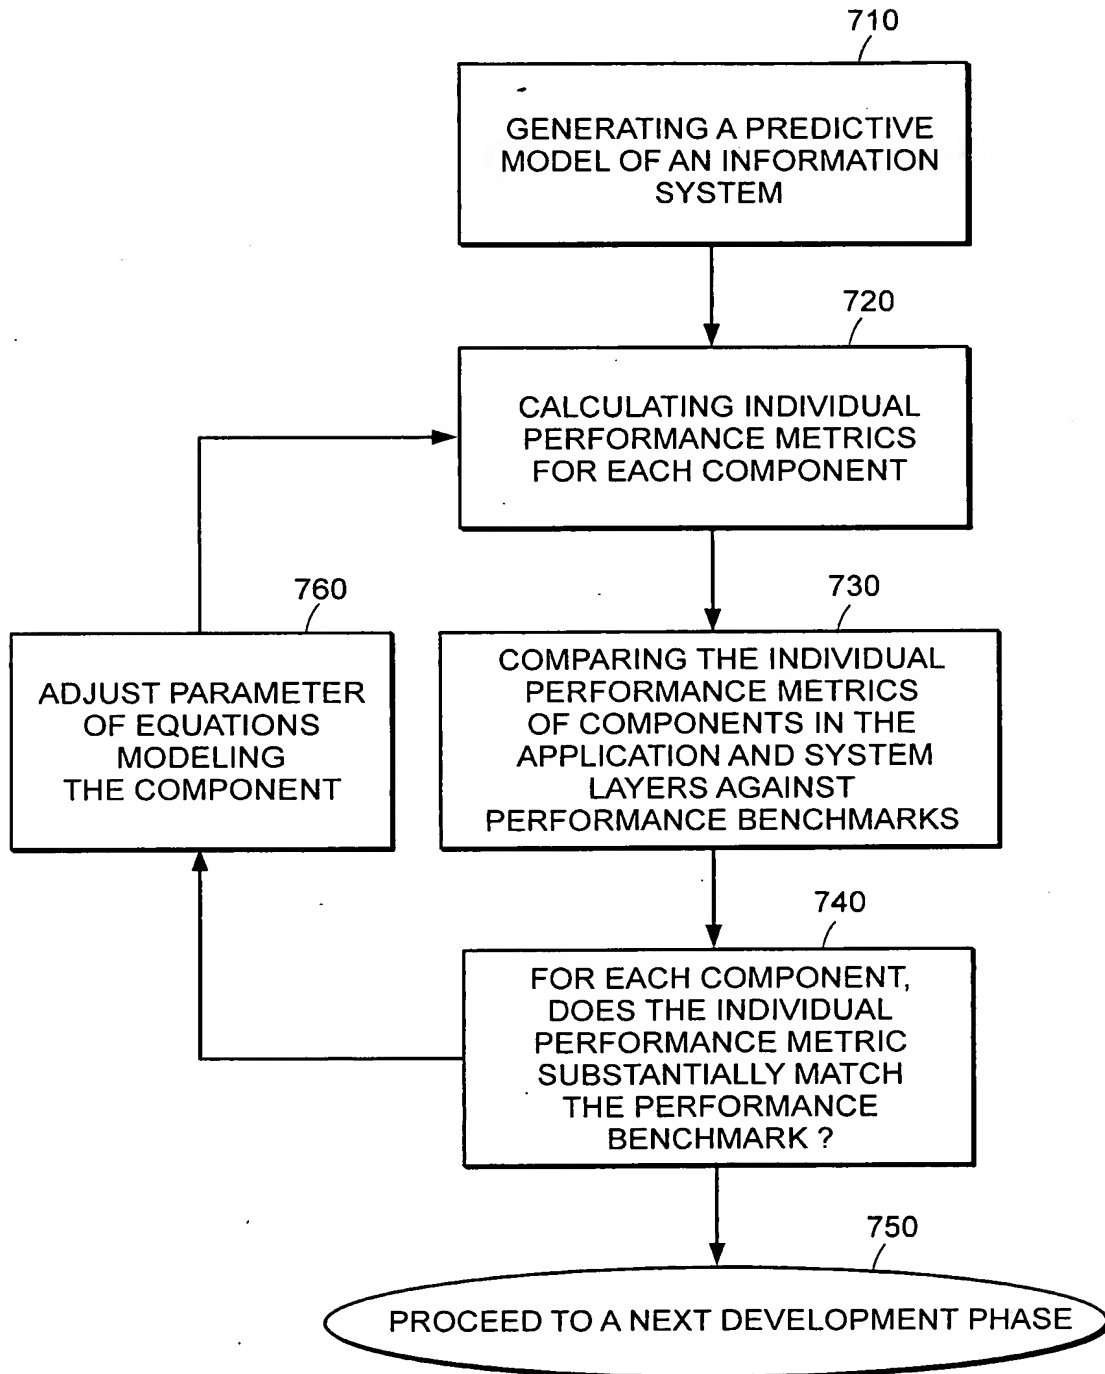 710
GENERATING A PREDICTIVE
MODEL OF AN INFORMATION
SYSTEM
720
CALCULATING INDIVIDUAL
PERFORMANCE METRICS
FOR EACH COMPONENT
760
ADJUST PARAMETER
OF EQUATIONS
MODELING
THE COMPONENT
730
COMPARING THE INDIVIDUAL
PERFORMANCE METRICS
OF COMPONENTS IN THE
APPLICATION AND SYSTEM
LAYERS AGAINST
PERFORMANCE BENCHMARKS
740
FOR EACH COMPONENT,
DOES THE INDIVIDUAL
PERFORMANCE METRIC
SUBSTANTIALLY MATCH
THE PERFORMANCE
BENCHMARK ?
750
PROCEED TO A NEXT DEVELOPMENT PHASE